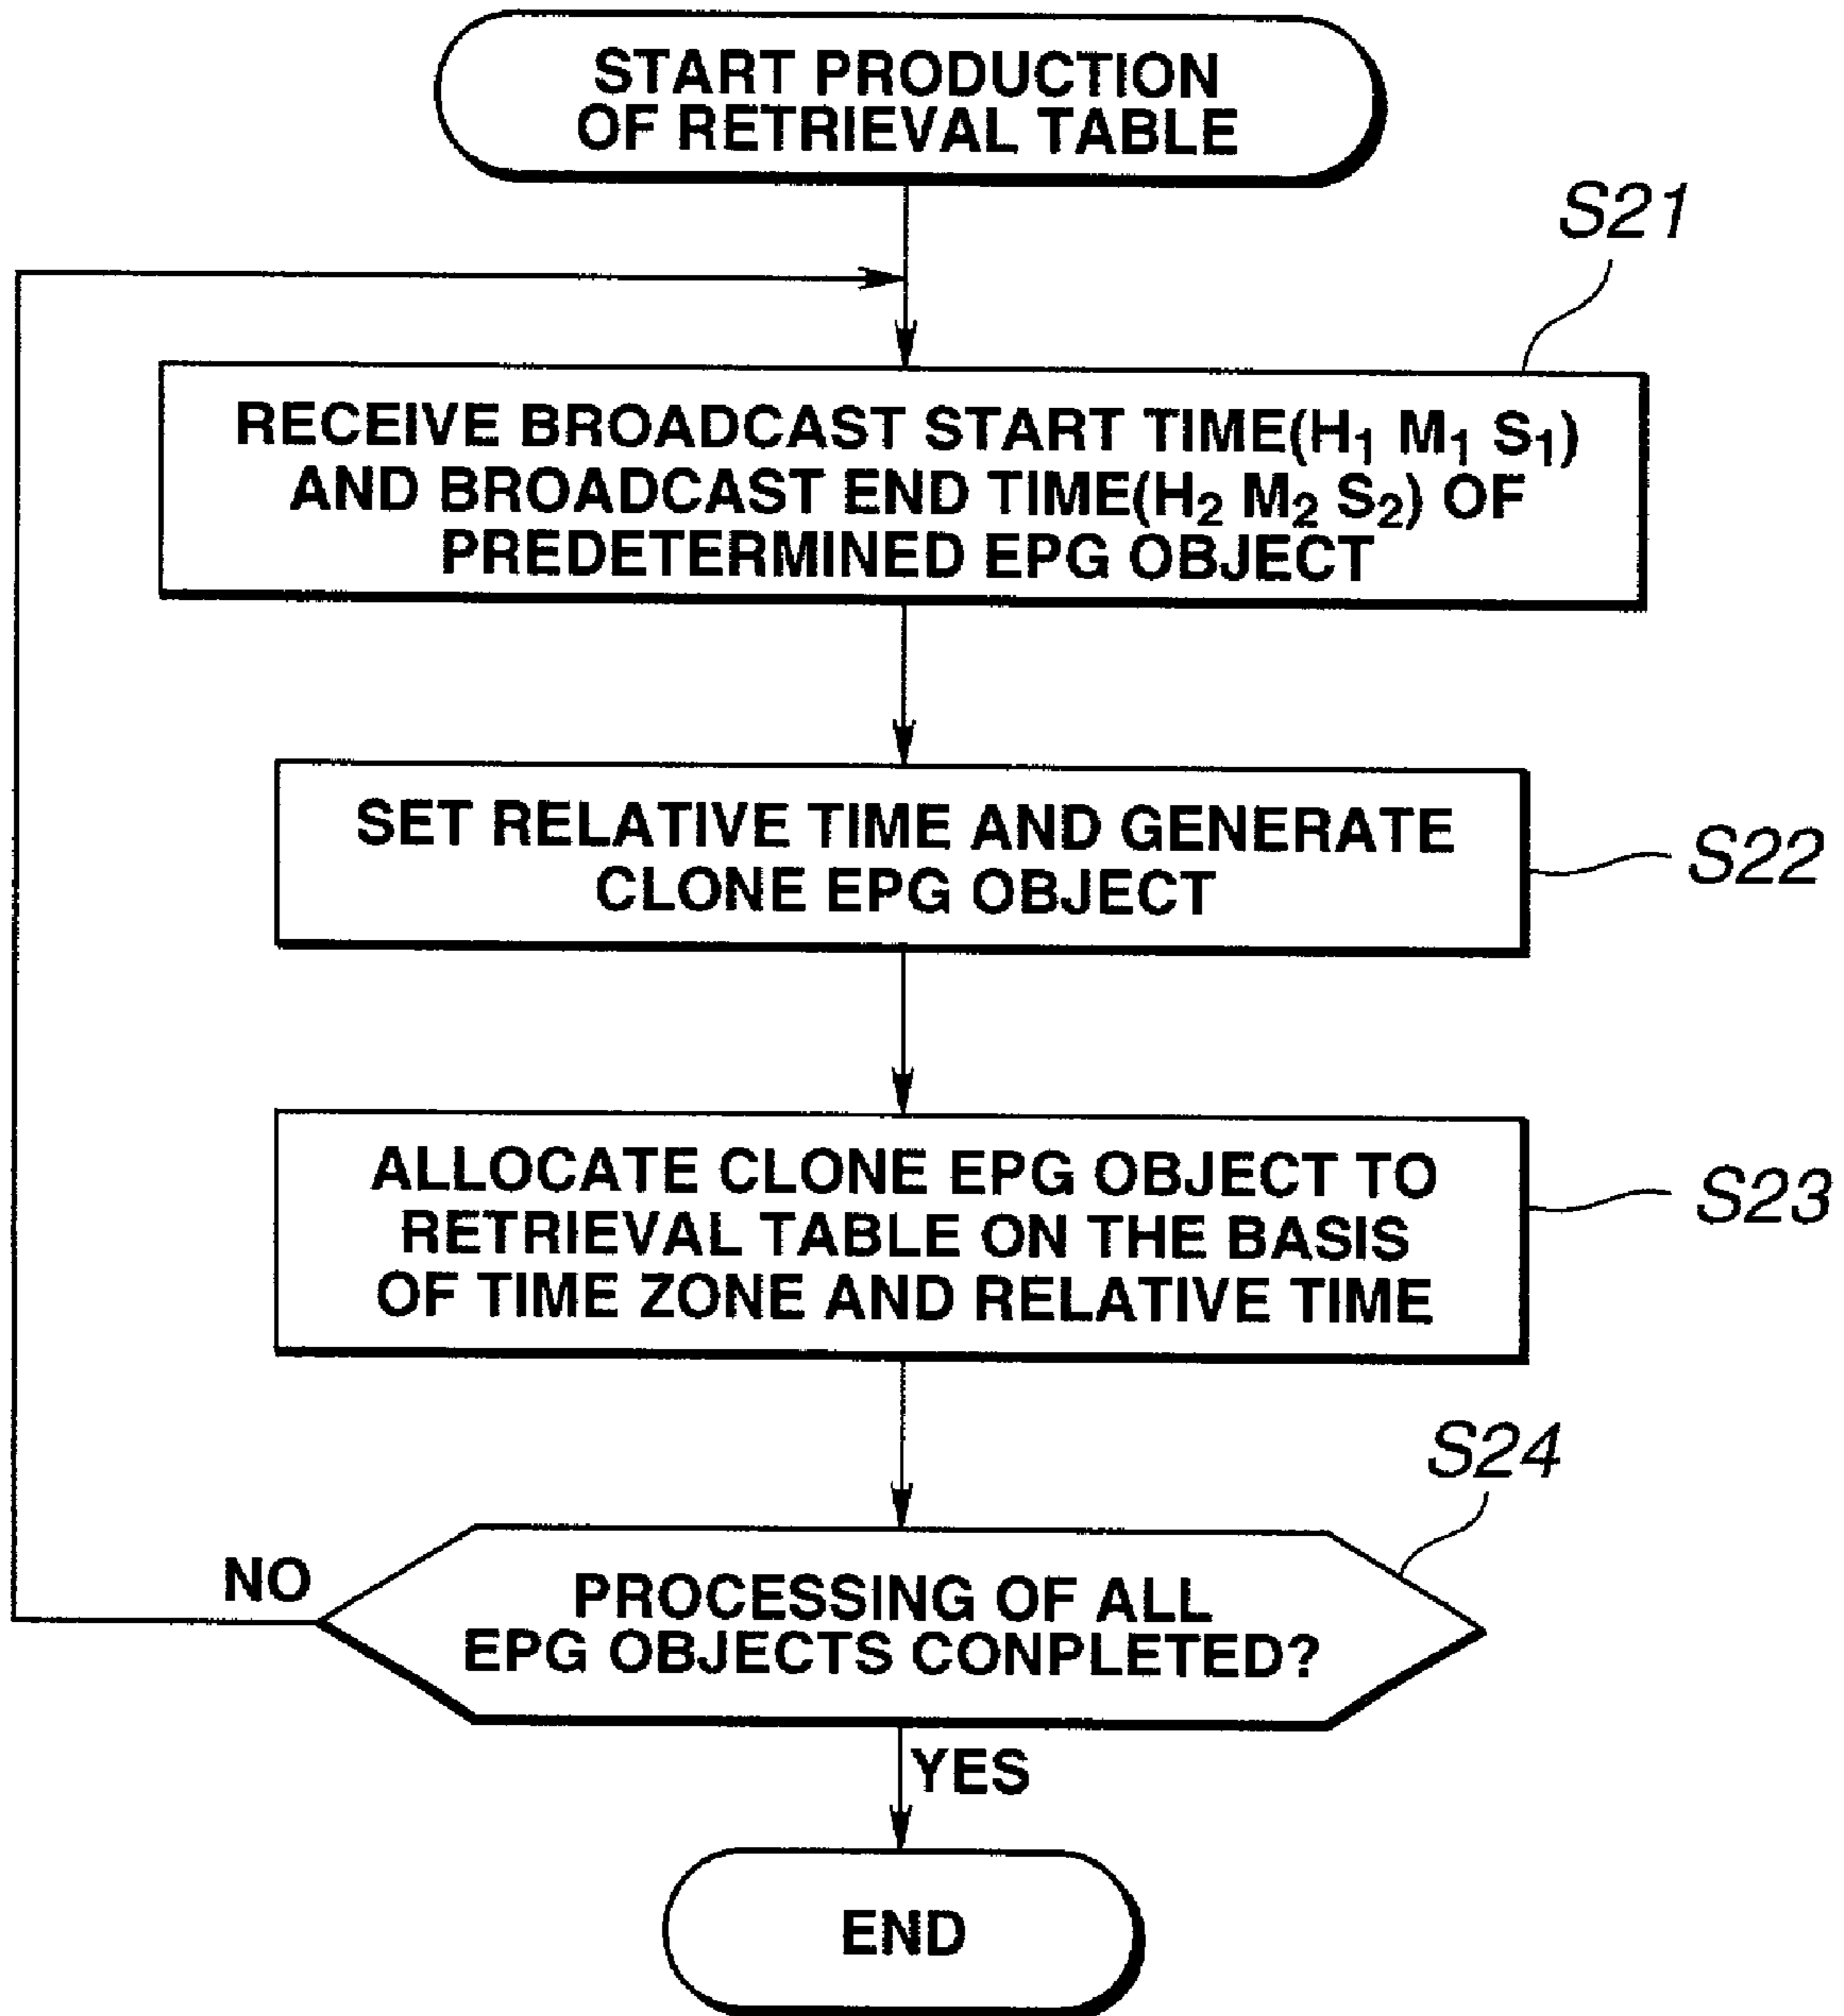 START PRODUCTION
OF RETRIEVAL TABLE
S21
RECEIVE BROADCAST START TIME(H₁ M₁ S₁)
AND BROADCAST END TIME(H₂ M₂ S₂) OF
PREDETERMINED EPG OBJECT
SET RELATIVE TIME AND GENERATE
CLONE EPG OBJECT
S22
ALLOCATE CLONE EPG OBJECT TO
RETRIEVAL TABLE ON THE BASIS
OF TIME ZONE AND RELATIVE TIME
S23
S24
NO
PROCESSING OF ALL
EPG OBJECTS CONPLETED?
YES
END